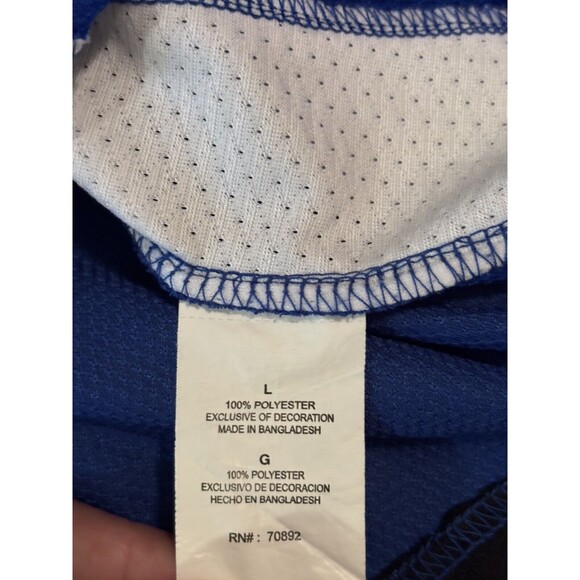 L
100% POLYESTER
EXCLUSIVE OF DECORATION
MADE IN BANGLADESH
G
100% POLYESTER
EXCLUSIVO DE DECORACION
HECHO EN BANGLADESH
RN# : 70892